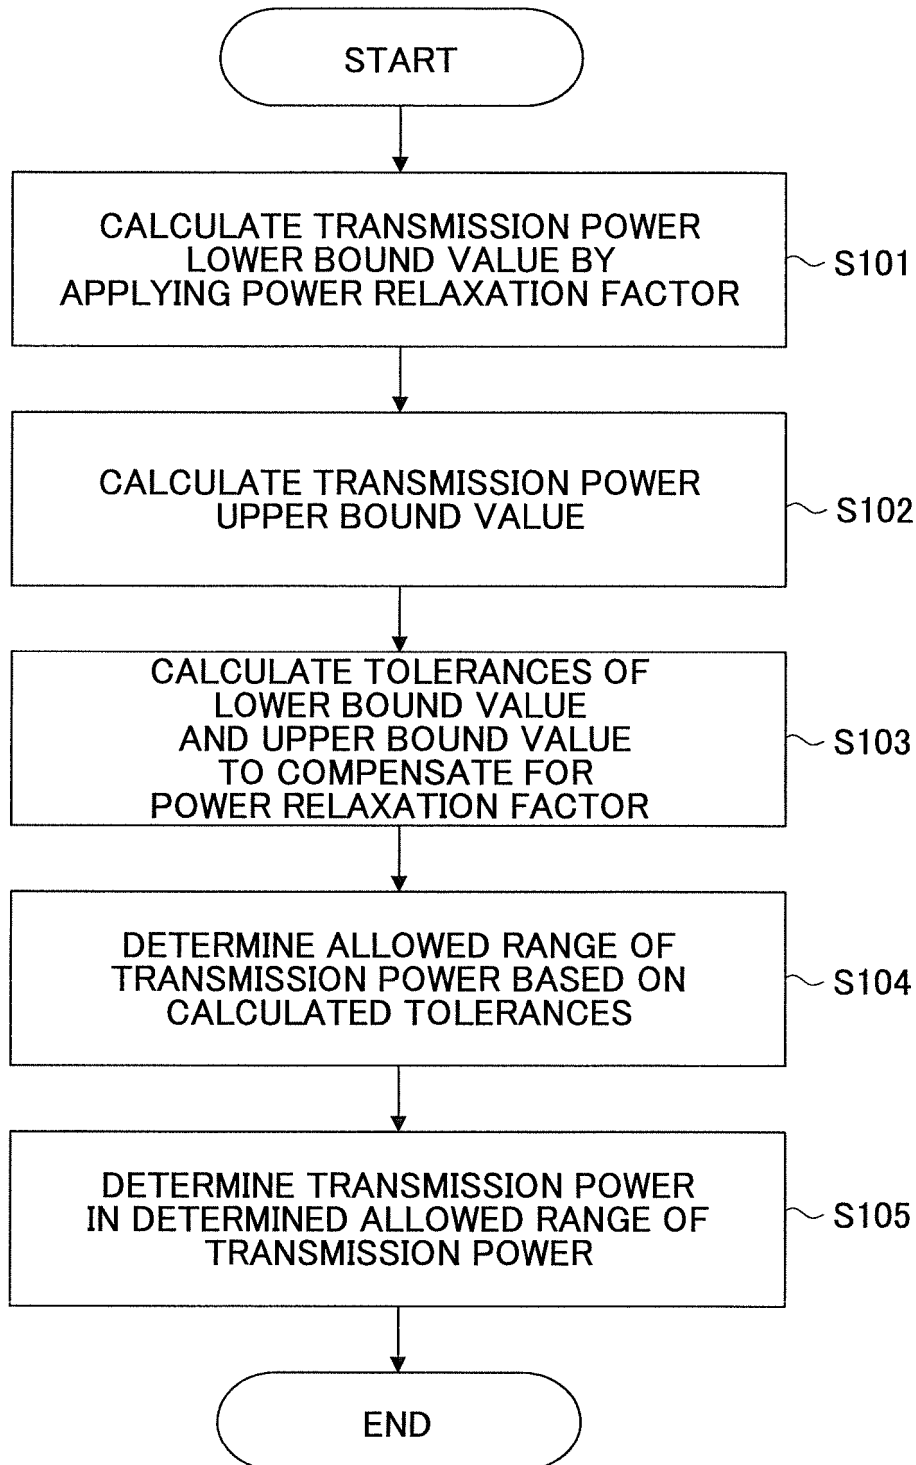 START
CALCULATE TRANSMISSION POWER
LOWER BOUND VALUE BY
APPLYING POWER RELAXATION FACTOR
S101
CALCULATE TRANSMISSION POWER
UPPER BOUND VALUE
S102
CALCULATE TOLERANCES OF
LOWER BOUND VALUE
AND UPPER BOUND VALUE
TO COMPENSATE FOR
POWER RELAXATION FACTOR
S103
DETERMINE ALLOWED RANGE OF
TRANSMISSION POWER BASED ON
CALCULATED TOLERANCES
S104
DETERMINE TRANSMISSION POWER
IN DETERMINED ALLOWED RANGE OF
TRANSMISSION POWER
S105
END